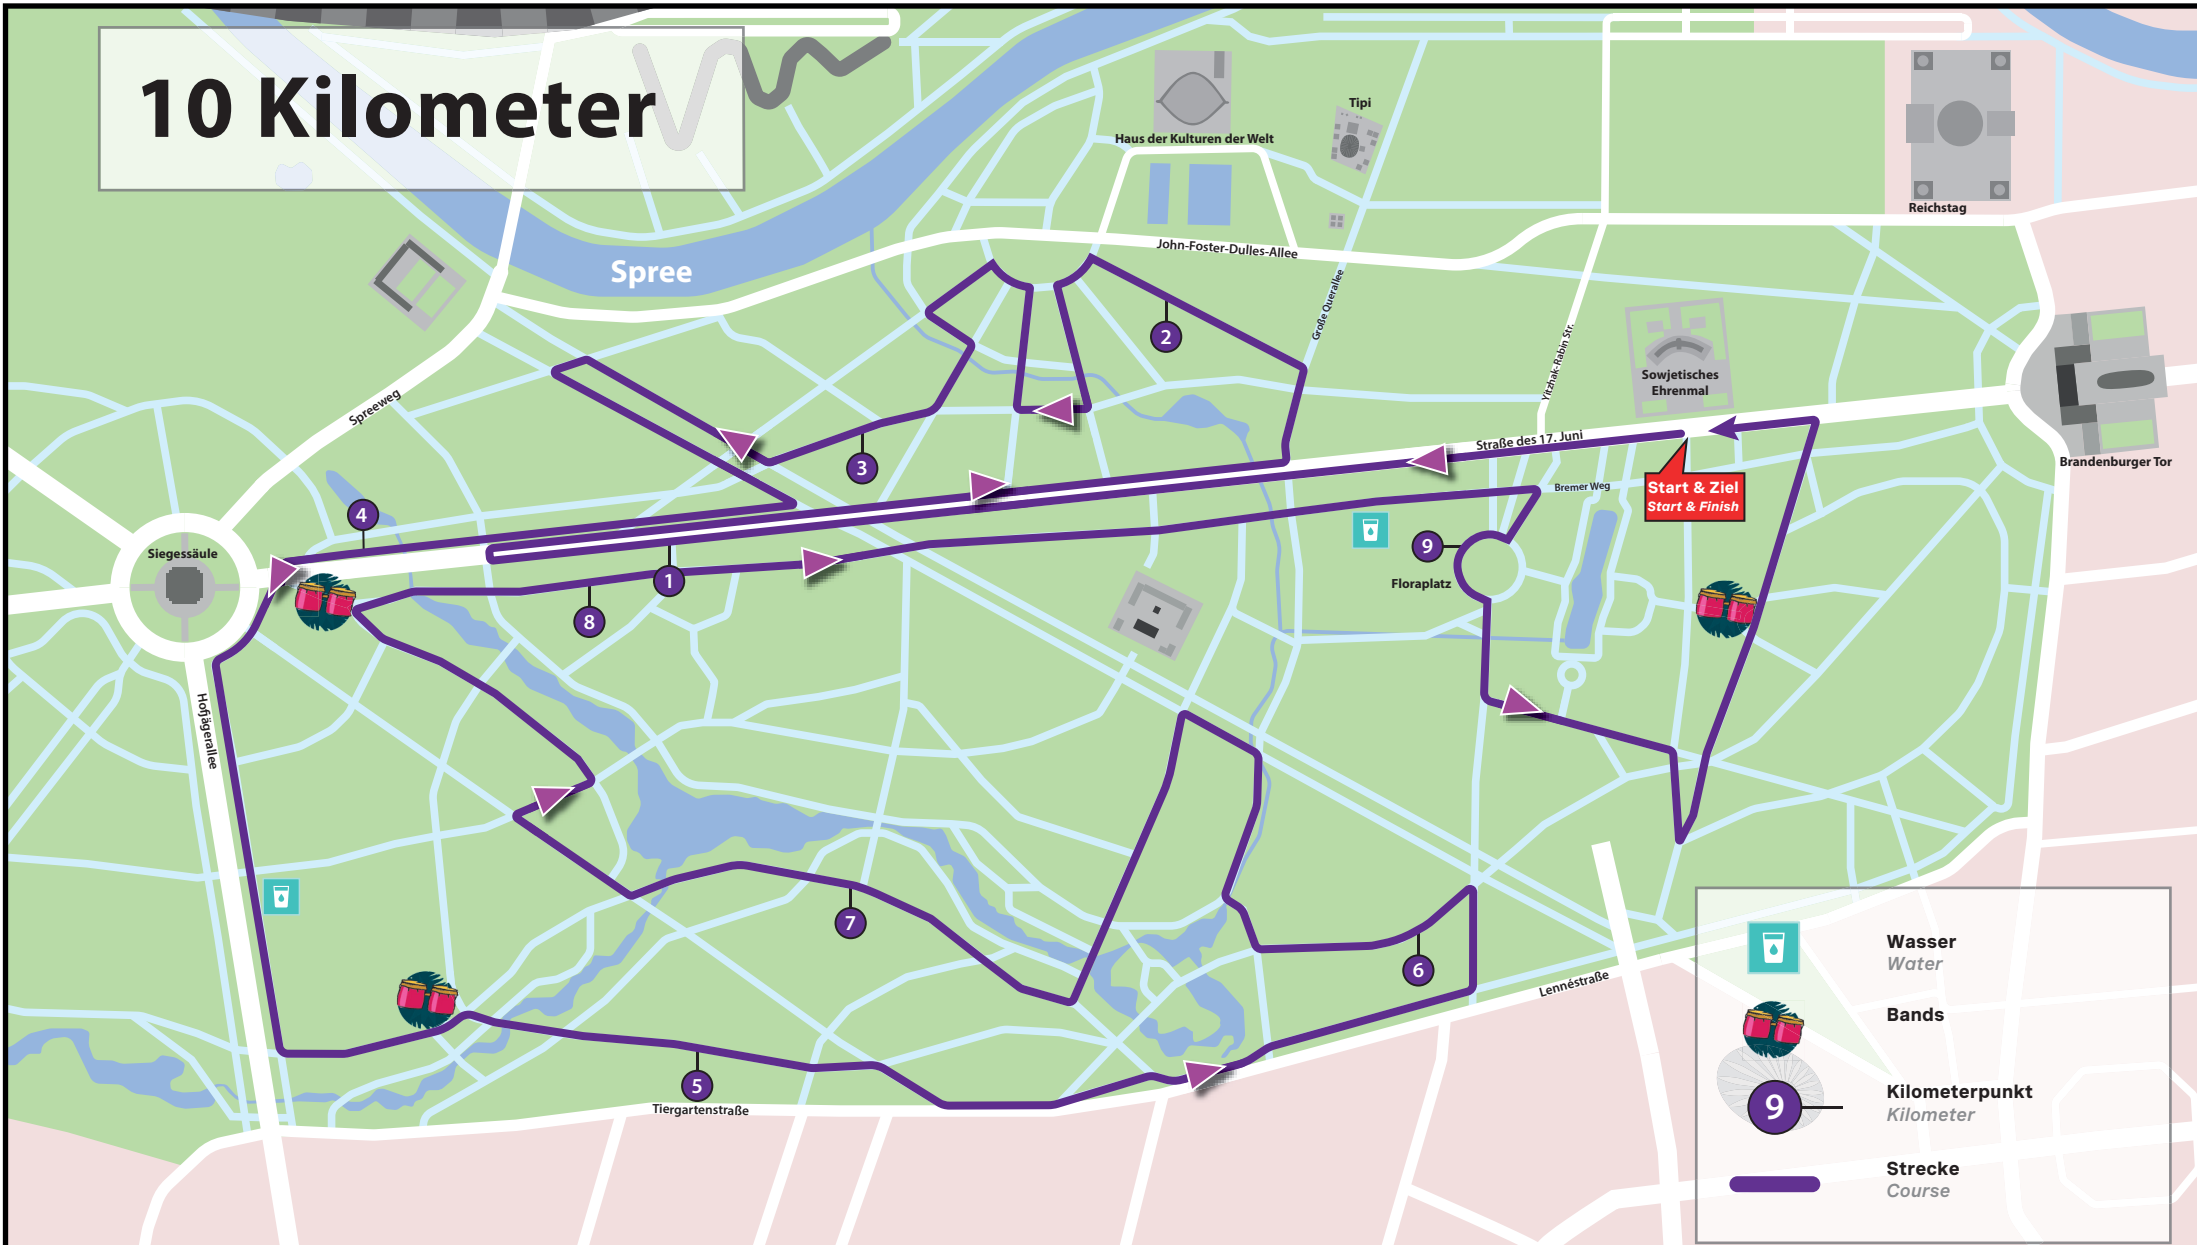 10 Kilometer
Haus der Kulturen der Welt
Tipi
Reichstag
John-Foster-Dulles-Allee
Spree
Große Querallee
2
Yitzhak-Rabin Str.
Sowjetisches
Ehrenmal
Spreeweg
Straße des 17. Juni
Brandenburger Tor
3
Bremer Weg
Start & Ziel
Start & Finish
4
Siegessäule
9
Floraplatz
1
8
Hofjägerallee
7
6
Lennéstraße
5
Tiergartenstraße
Wasser
Water
Bands
9
Kilometerpunkt
Kilometer
Strecke
Course